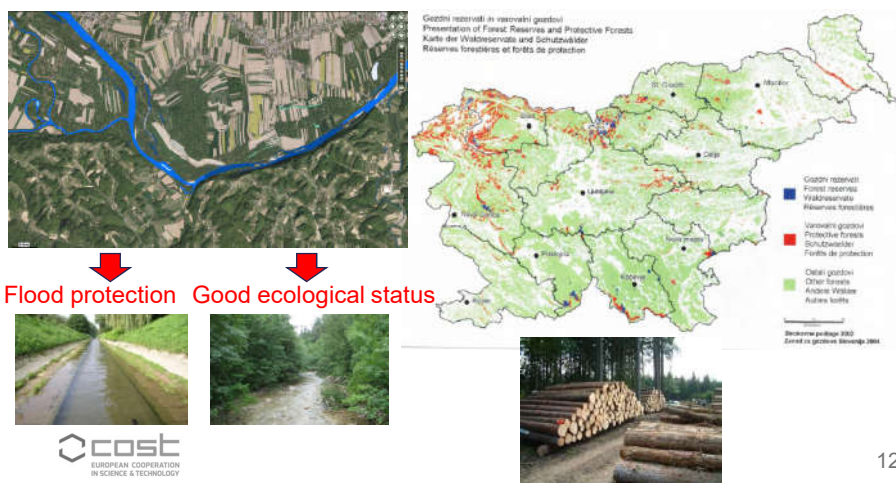 Gozdni rezervati in varovalni gozdovi
Presentation of Forest Reserves and Protective Forests
Karte der Waldreservate und Schutzwälder
Réserves forestières et forêts de protection
Maribor
Celje
Ljubljana
Postojna
Kočevje
Koper
Gozdni rezervati
Forest reserves
Waldreservate
Réserves forestières
Varovalni gozdovi
Protective forests
Schutzwaelder
Forêts de protection
Ostali gozdovi
Other forests
Andere Wälder
Autres forêts
Zavod za gozdove Slovenije 2004
Flood protection
Good ecological status
cost
EUROPEAN COOPERATION
IN SCIENCE & TECHNOLOGY
12